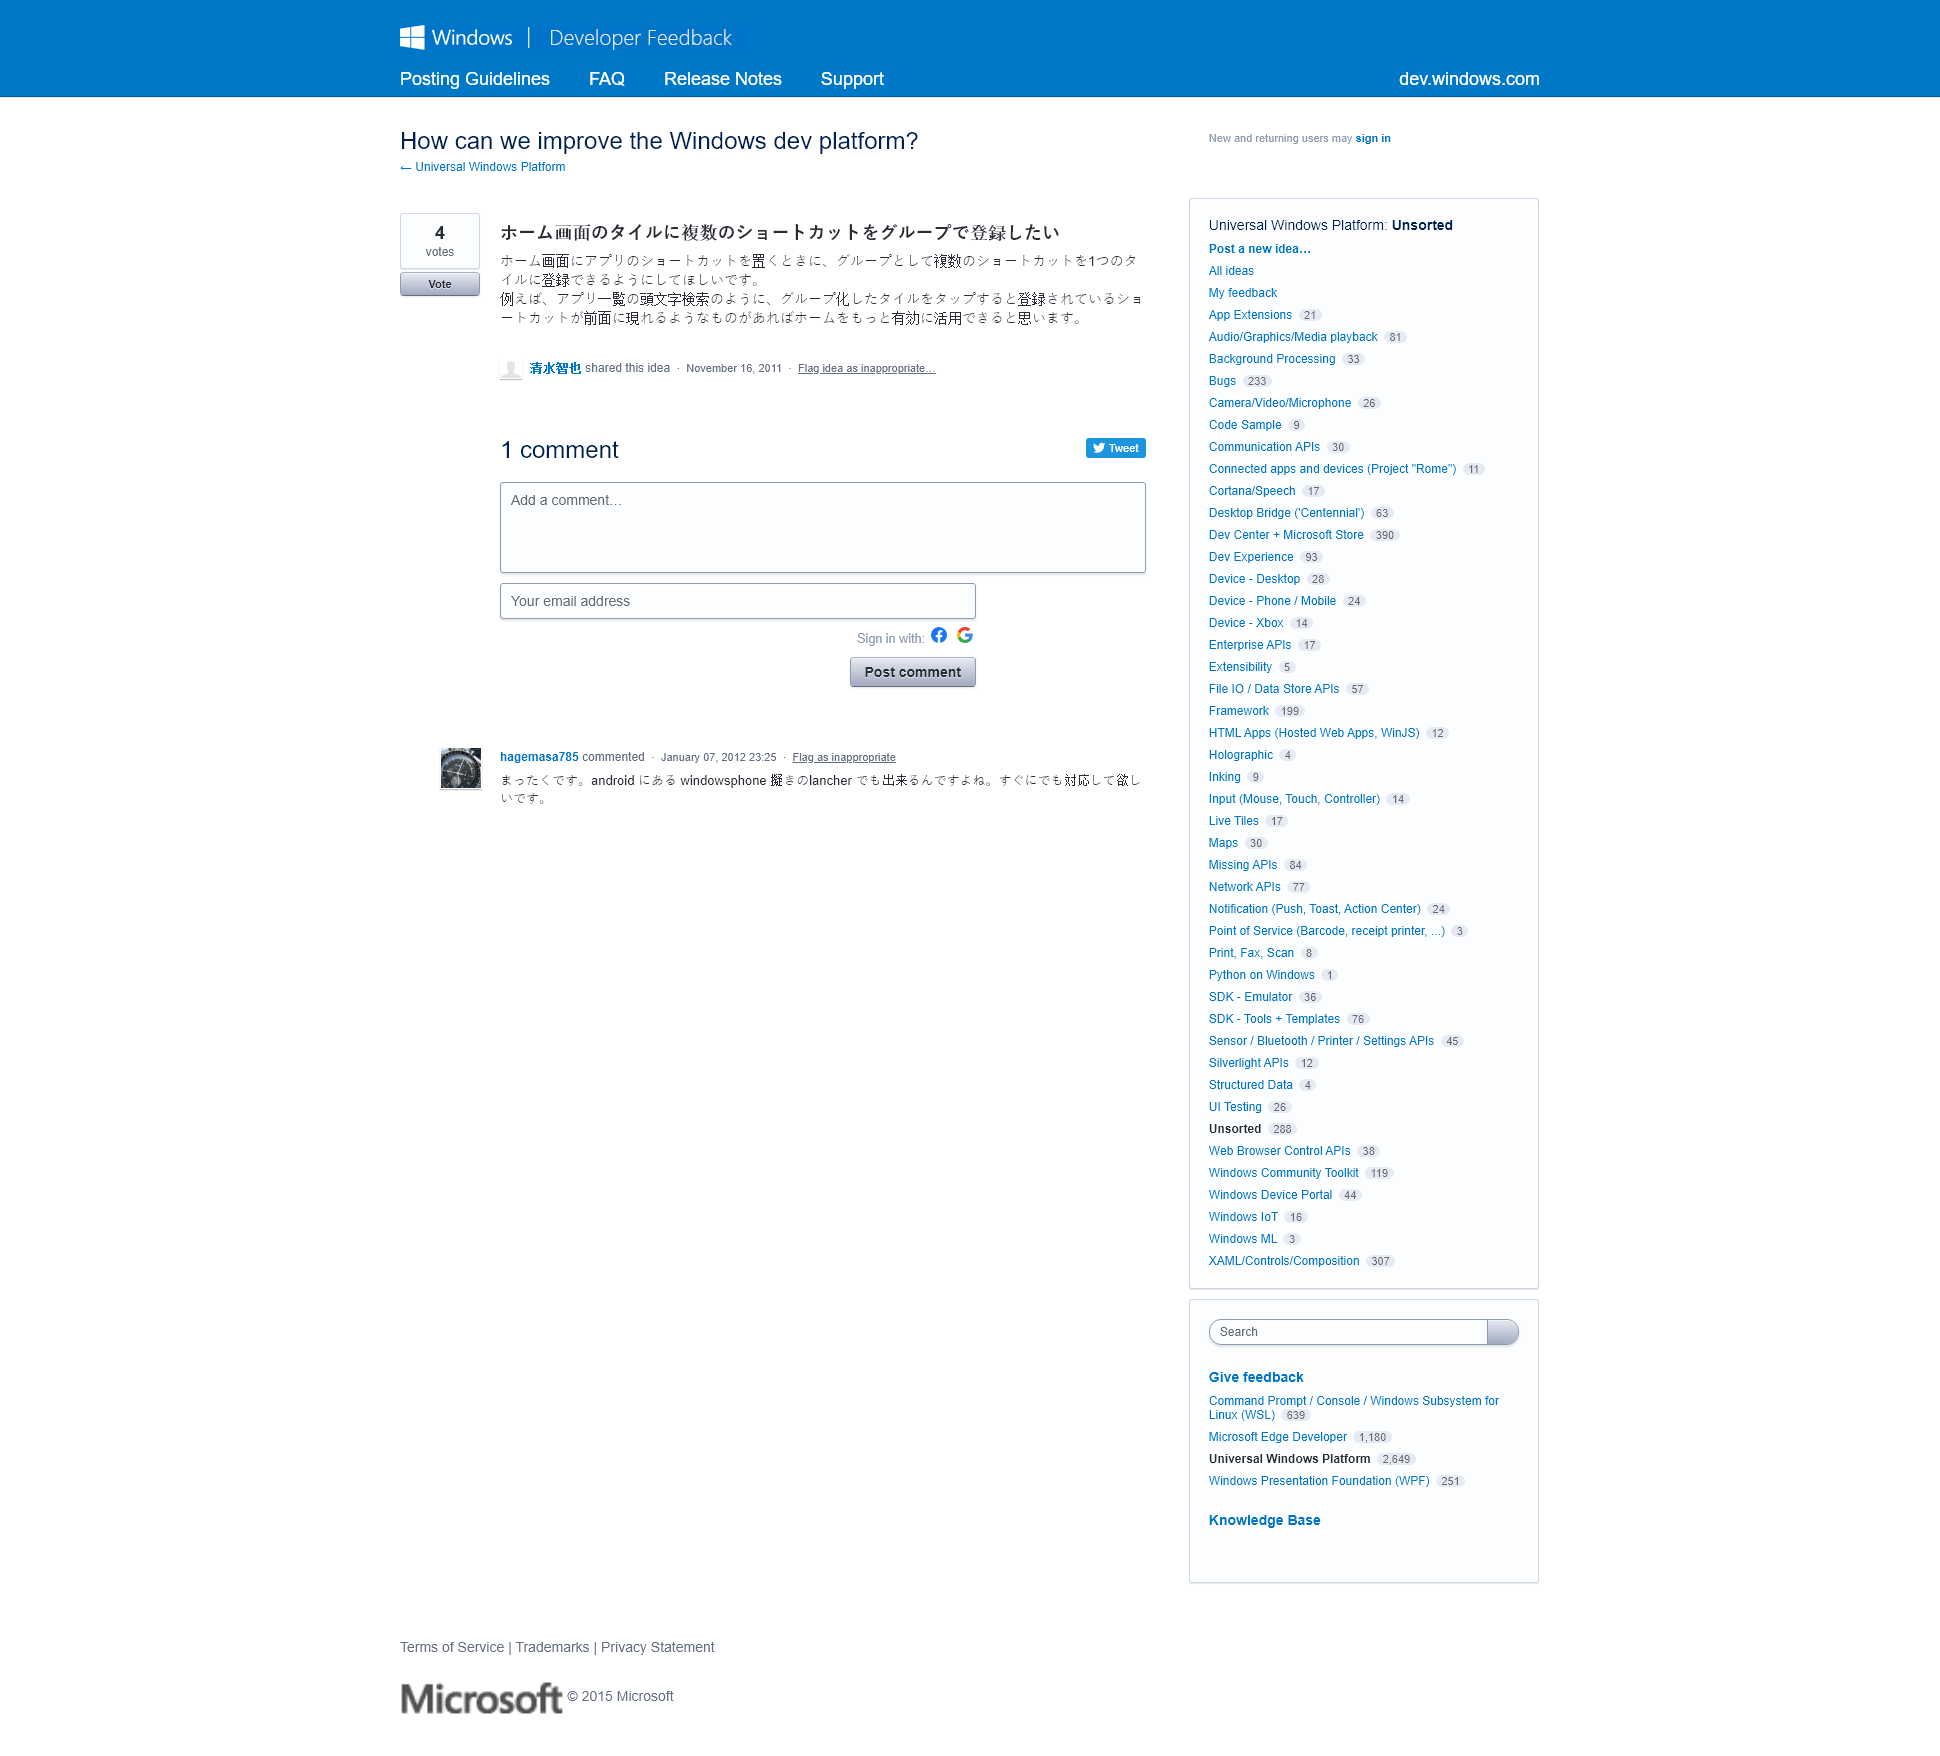 Windows | Developer Feedback
Posting Guidelines FAQ Release Notes Support dev.windows.com
How can we improve the Windows dev platform?
← Universal Windows Platform
New and returning users may sign in
4
votes
Vote
ホーム画面のタイルに複数のショートカットをグループで登録したい
ホーム画面にアプリのショートカットを置くときに、グループとして複数のショートカットを1つのタ
イルに登録できるようにしてほしいです。
例えば、アプリ一覧の頭文字検索のように、グループ化したタイルをタップすると登録されているショ
ートカットが前面に現れるようなものがあればホームをもっと有効に活用できると思います。
清水智也 shared this idea · November 16, 2011 · Flag idea as inappropriate…
1 comment
Tweet
Add a comment…
Your email address
Sign in with:
Post comment
hagemasa785 commented · January 07, 2012 23:25 · Flag as inappropriate
まったくです。android にある windowsphone 擬きのlancher でも出来るんですよね。すぐにでも対応して欲し
いです。
Universal Windows Platform: Unsorted
Post a new idea…
All ideas
My feedback
App Extensions 21
Audio/Graphics/Media playback 81
Background Processing 33
Bugs 233
Camera/Video/Microphone 26
Code Sample 9
Communication APIs 30
Connected apps and devices (Project "Rome") 11
Cortana/Speech 17
Desktop Bridge ('Centennial') 63
Dev Center + Microsoft Store 390
Dev Experience 93
Device - Desktop 28
Device - Phone / Mobile 24
Device - Xbox 14
Enterprise APIs 17
Extensibility 5
File IO / Data Store APIs 57
Framework 199
HTML Apps (Hosted Web Apps, WinJS) 12
Holographic 4
Inking 9
Input (Mouse, Touch, Controller) 14
Live Tiles 17
Maps 30
Missing APIs 84
Network APIs 77
Notification (Push, Toast, Action Center) 24
Point of Service (Barcode, receipt printer, ...) 3
Print, Fax, Scan 8
Python on Windows 1
SDK - Emulator 36
SDK - Tools + Templates 76
Sensor / Bluetooth / Printer / Settings APIs 45
Silverlight APIs 12
Structured Data 4
UI Testing 26
Unsorted 288
Web Browser Control APIs 38
Windows Community Toolkit 119
Windows Device Portal 44
Windows IoT 16
Windows ML 3
XAML/Controls/Composition 307
Search
Give feedback
Command Prompt / Console / Windows Subsystem for
Linux (WSL) 639
Microsoft Edge Developer 1,180
Universal Windows Platform 2,649
Windows Presentation Foundation (WPF) 251
Knowledge Base
Terms of Service | Trademarks | Privacy Statement
Microsoft © 2015 Microsoft